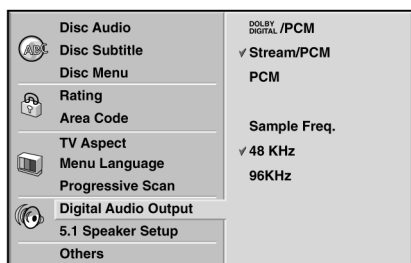 Disc Audio
ABC
Disc Subtitle
Disc Menu
Rating
Area Code
TV Aspect
Menu Language
Progressive Scan
Digital Audio Output
5.1 Speaker Setup
Others
DOLBY DIGITAL /PCM
Stream/PCM
PCM
Sample Freq.
48 KHz
96KHz